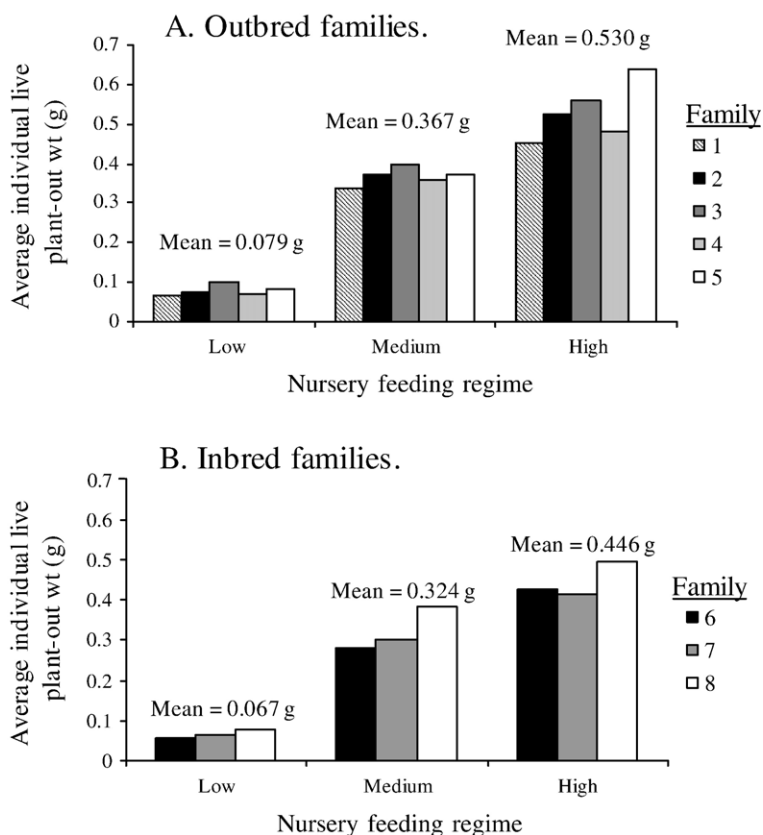 A. Outbred families.
Mean = 0.530 g
Mean = 0.367 g
Mean = 0.079 g
Average individual live
plant-out wt (g)
0.7
0.6
0.5
0.4
0.3
0.2
0.1
0
Low Medium High
Nursery feeding regime
Family
1
2
3
4
5
B. Inbred families.
Mean = 0.446 g
Mean = 0.324 g
Mean = 0.067 g
Average individual live
plant-out wt (g)
0.7
0.6
0.5
0.4
0.3
0.2
0.1
0
Low Medium High
Nursery feeding regime
Family
6
7
8